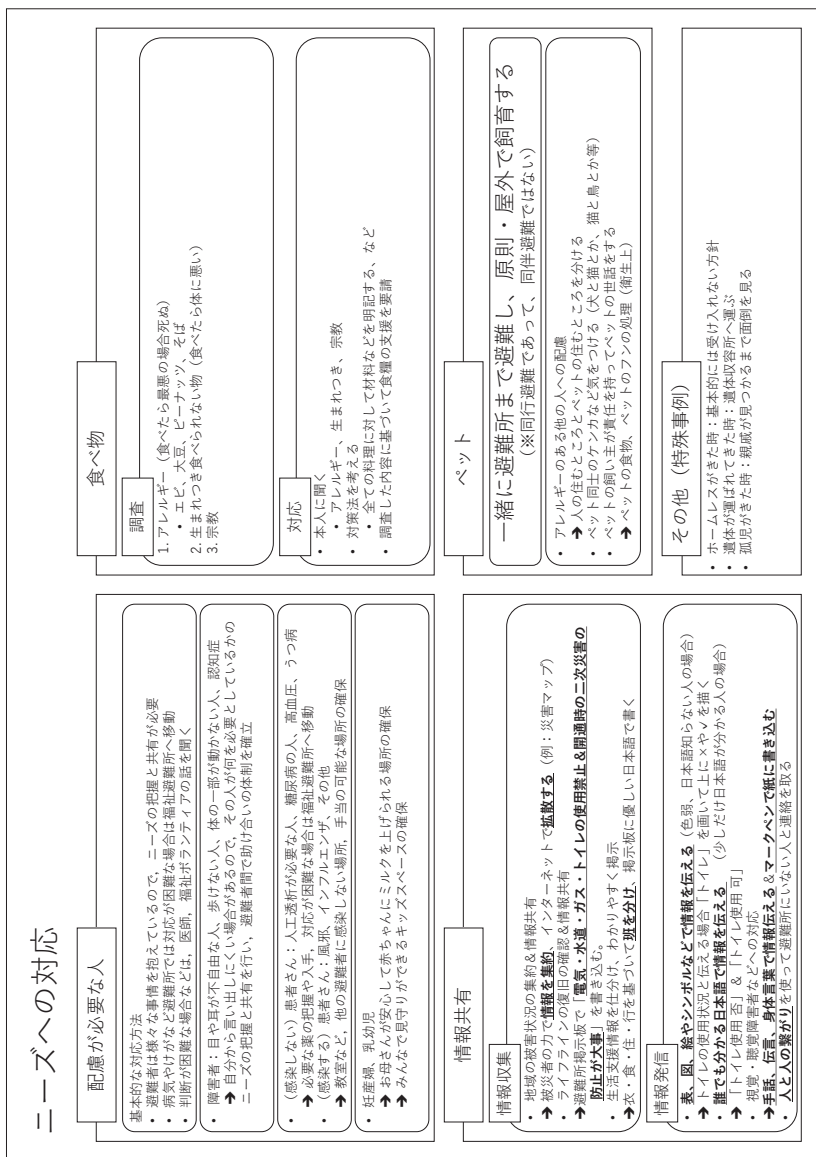 ニーズへの対応
配慮が必要な人
基本的な対応方法
• 避難者は様々な事情を抱えているので，ニーズの把握と共有が必要
• 病気やけがなど避難所では対応が困難な場合は福祉避難所へ移動
• 判断が困難な場合などは，医師，福祉ボランティアの話を聞く
• 障害者：目や耳が不自由な人、歩けない人、体の一部が動かない人、認知症
➔ 自分から言い出しにくい場合があるので，その人が何を必要としているかの
ニーズの把握と共有を行い，避難者間で助け合いの体制を確立
• (感染しない) 患者さん：人工透析が必要な人、糖尿病の人、高血圧、うつ病
➔ 必要な薬の把握や入手，対応が困難な場合は福祉避難所へ移動
• (感染する) 患者さん：風邪、インフルエンザ、その他
➔ 教室など，他の避難者に感染しない場所，手当の可能な場所の確保
• 妊産婦、乳幼児
➔ お母さんが安心して赤ちゃんにミルクを上げられる場所の確保
➔ みんなで見守りができるキッズスペースの確保
食べ物
調査
1. アレルギー（食べたら最悪の場合死ぬ）
• エビ、大豆、ピーナッツ、そば
2. 生まれつき食べられない物（食べたら体に悪い）
3. 宗教
対応
• 本人に聞く
• アレルギー、生まれつき、宗教
• 対策法を考える
• 全ての料理に対して材料などを明記する、など
• 調査した内容に基づいて食糧の支援を要請
情報共有
情報収集
• 地域の被害状況の集約&情報共有
➔ 被災者の力で情報を集約、インターネットで拡散する（例：災害マップ）
• ライフラインの復旧の確認&情報共有
➔避難所掲示板で「電気・水道・ガス・トイレの使用禁止&開通時の二次災害の
防止が大事」を書き込む。
• 生活支援情報を仕分け、わかりやすく掲示
➔衣・食・住・行を基づいて班を分け、掲示板に優しい日本語で書く
情報発信
• 表、図、絵やシンボルなどで情報を伝える（色弱、日本語知らない人の場合）
➔ トイレの使用状況と伝える場合「トイレ」を画いて上に×や✓を描く
• 誰でも分かる日本語で情報を伝える （少しだけ日本語が分かる人の場合）
➔ 「トイレ使用 否」&「トイレ使用 可」
• 視覚・聴覚障害者などへの対応
➔手話、伝言、身体言葉で情報伝える&マークペンで紙に書き込む
• 人と人の繋がりを使って避難所にいない人と連絡を取る
ペット
一緒に避難所まで避難し、原則・屋外で飼育する
（※同行避難であって、同伴避難ではない）
• アレルギーのある他の人への配慮
➔ 人の住むところとペットの住むところを分ける
• ペット同士のケンカなど気をつける（犬と猫とか、猫と鳥とか等）
• ペットの飼い主が責任を持ってペットの世話をする
➔ ペットの食物、ペットのフンの処理（衛生上）
その他（特殊事例）
• ホームレスがきた時：基本的には受け入れない方針
• 遺体が運ばれてきた時：遺体収容所へ運ぶ
• 孤児がきた時：親戚が見つかるまで面倒を見る